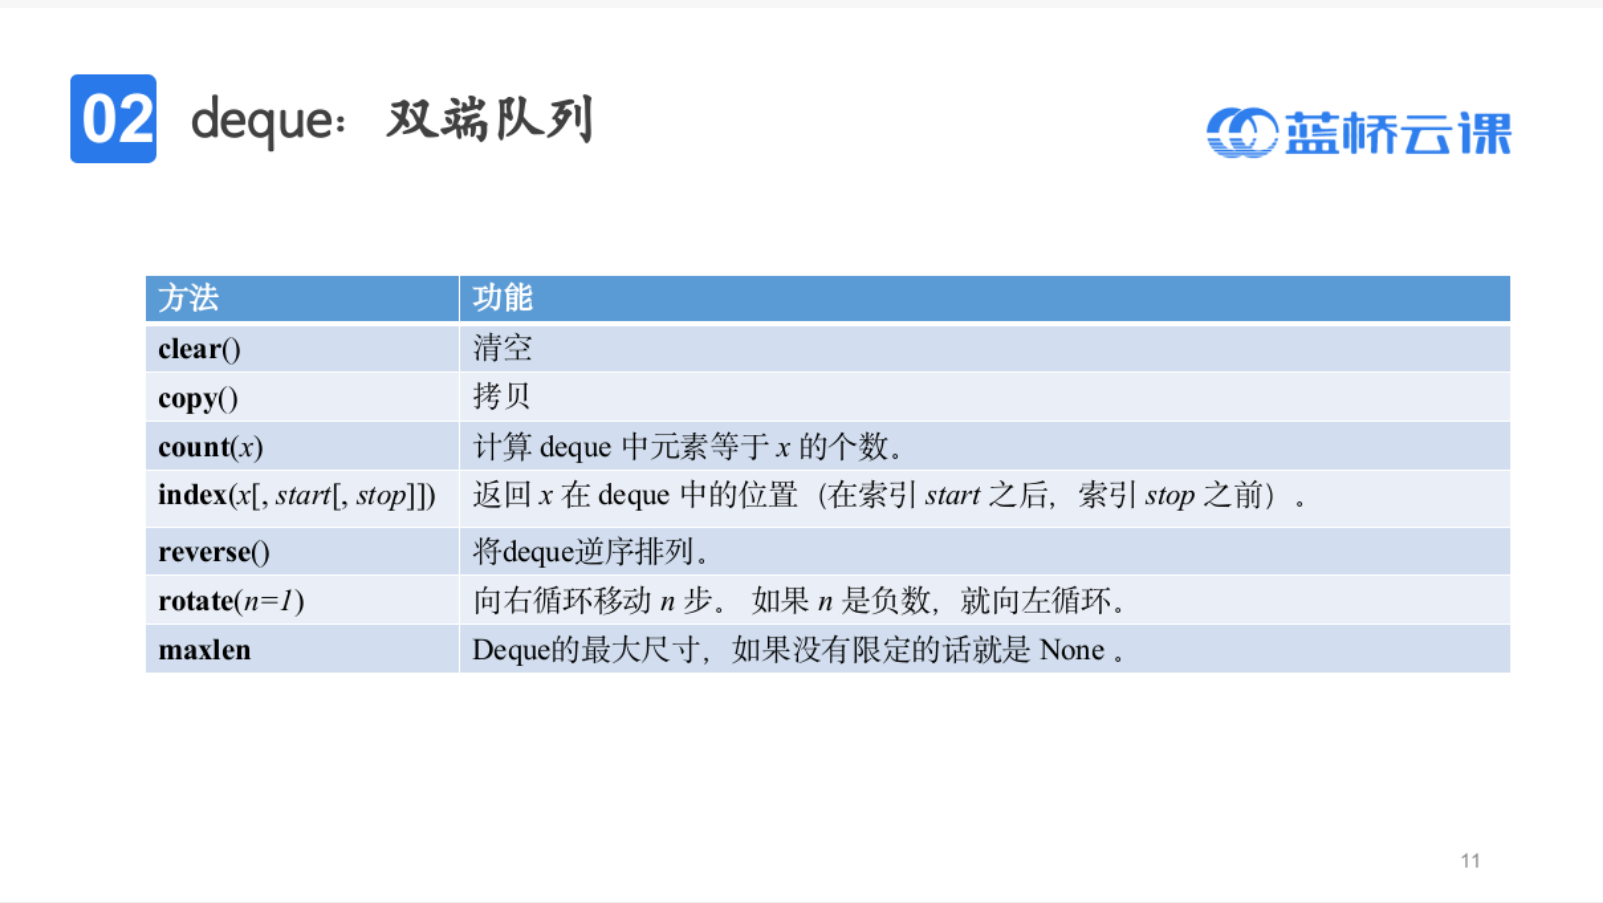 02 deque： 双端队列
蓝桥云课
方法 功能
clear() 清空
copy() 拷贝
count(x) 计算 deque 中元素等于 x 的个数。
index(x[, start[, stop]]) 返回 x 在 deque 中的位置（在索引 start 之后，索引 stop 之前）。
reverse() 将deque逆序排列。
rotate(n=1) 向右循环移动 n 步。 如果 n 是负数，就向左循环。
maxlen Deque的最大尺寸，如果没有限定的话就是 None 。
11